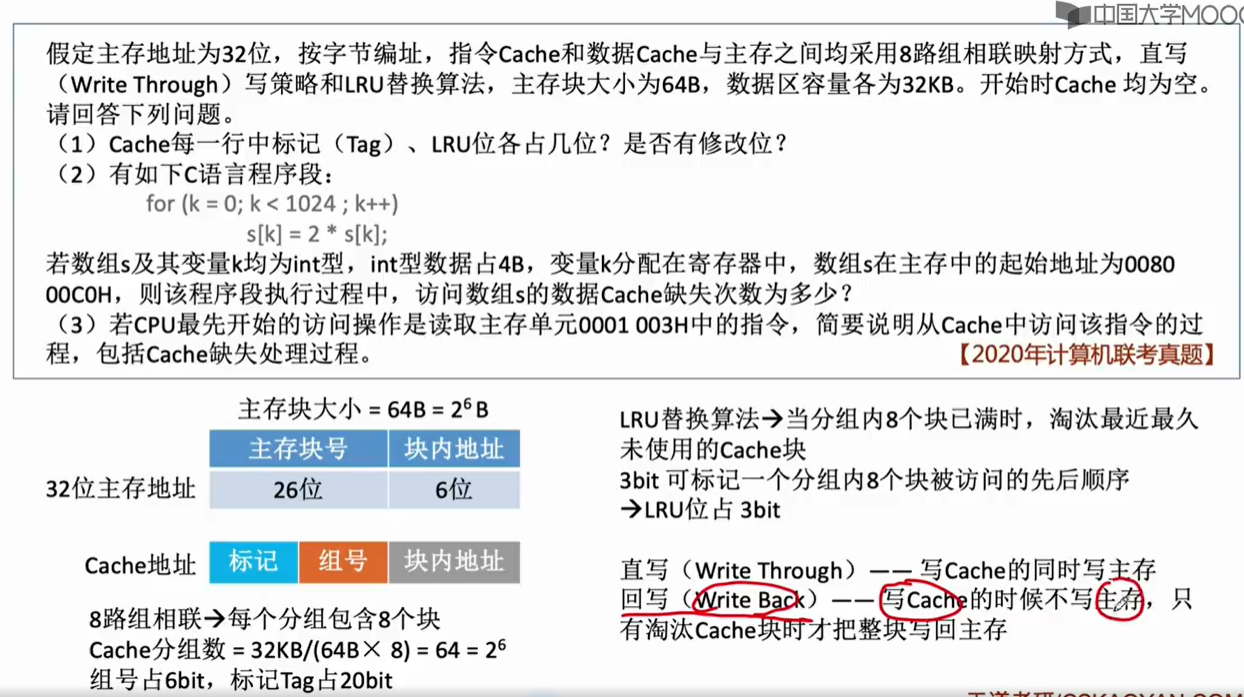 中国大学MOOC
假定主存地址为32位，按字节编址，指令Cache和数据Cache与主存之间均采用8路组相联映射方式，直写
（Write Through）写策略和LRU替换算法，主存块大小为64B，数据区容量各为32KB。开始时Cache 均为空。
请回答下列问题。
（1）Cache每一行中标记（Tag）、LRU位各占几位？是否有修改位？
（2）有如下C语言程序段：
for (k = 0; k < 1024 ; k++)
s[k] = 2 * s[k];
若数组s及其变量k均为int型，int型数据占4B，变量k分配在寄存器中，数组s在主存中的起始地址为0080
00C0H，则该程序段执行过程中，访问数组s的数据Cache缺失次数为多少？
（3）若CPU最先开始的访问操作是读取主存单元0001 003H中的指令，简要说明从Cache中访问该指令的过
程，包括Cache缺失处理过程。
【2020年计算机联考真题】
主存块大小 = 64B = 2⁶ B
主存块号 块内地址
32位主存地址 26位 6位
Cache地址 标记 组号 块内地址
8路组相联→每个分组包含8个块
Cache分组数 = 32KB/(64B× 8) = 64 = 2⁶
组号占6bit，标记Tag占20bit
LRU替换算法→当分组内8个块已满时，淘汰最近最久
未使用的Cache块
3bit 可标记一个分组内8个块被访问的先后顺序
→LRU位占 3bit
直写（Write Through）—— 写Cache的同时写主存
回写（Write Back）—— 写Cache的时候不写主存，只
有淘汰Cache块时才把整块写回主存